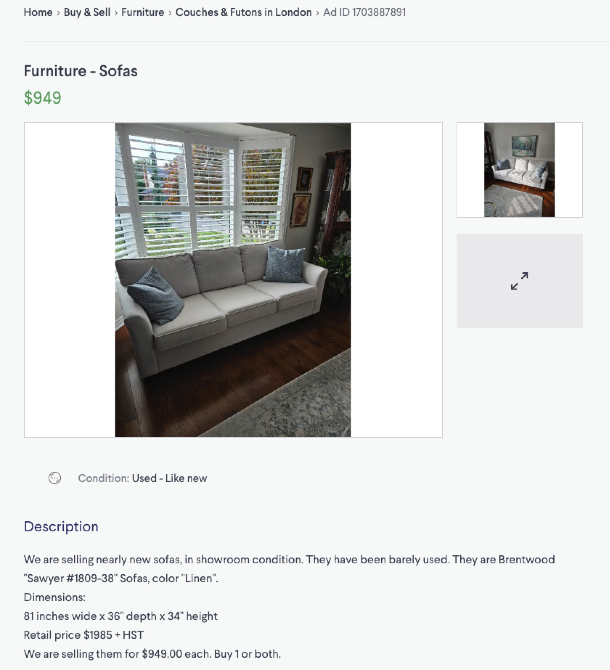 Home > Buy & Sell > Furniture > Couches & Futons in London > Ad ID 1703887891
Furniture - Sofas
$949
Condition: Used - Like new
Description
We are selling nearly new sofas, in showroom condition. They have been barely used. They are Brentwood
"Sawyer #1809-38" Sofas, color "Linen".
Dimensions:
81 inches wide x 36" depth x 34" height
Retail price $1985 + HST
We are selling them for $949.00 each. Buy 1 or both.